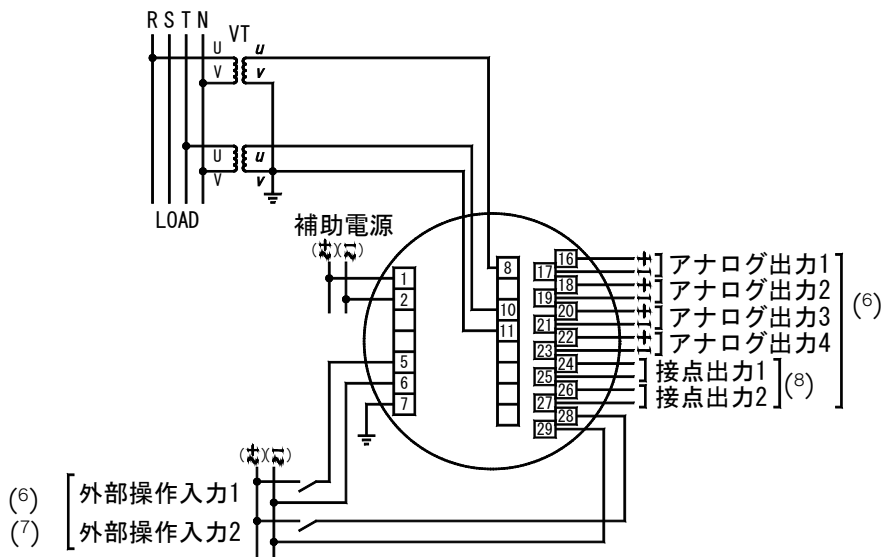 R S T N
VT
U u
V v
U u
V v
LOAD
補助電源
(+)(-)
1
2
5
6
7
8
10
11
16
17
18
19
20
21
22
23
24
25
26
27
28
29
+
-
]アナログ出力1
+
-
]アナログ出力2
+
-
]アナログ出力3
+
-
]アナログ出力4
(6)
]接点出力1
]接点出力2
](8)
(+)(-)
(6) [外部操作入力1
(7) [外部操作入力2